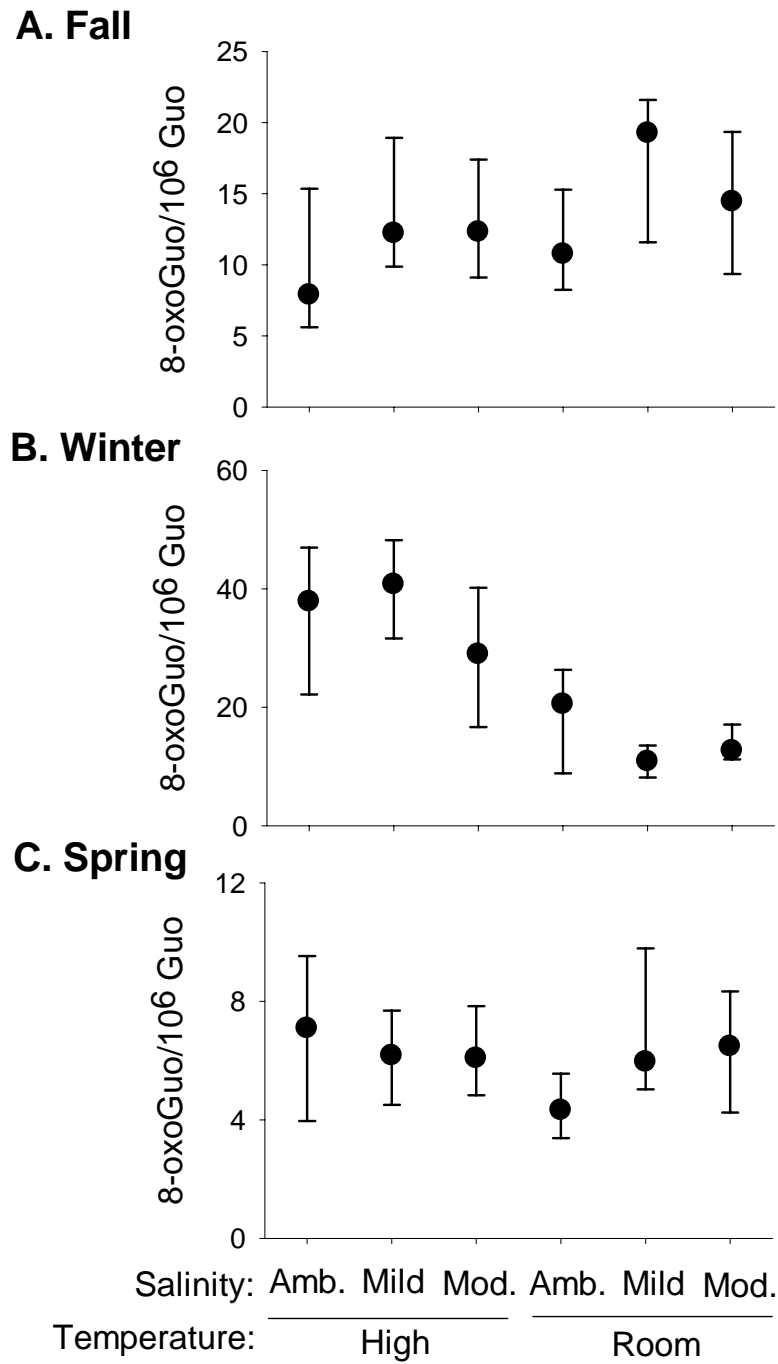 A. Fall
8-oxoGuo/10⁶ Guo
25
20
15
10
5
0
B. Winter
8-oxoGuo/10⁶ Guo
60
40
20
0
C. Spring
8-oxoGuo/10⁶ Guo
12
8
4
0
Salinity: Amb. Mild Mod. Amb. Mild Mod.
Temperature: High Room